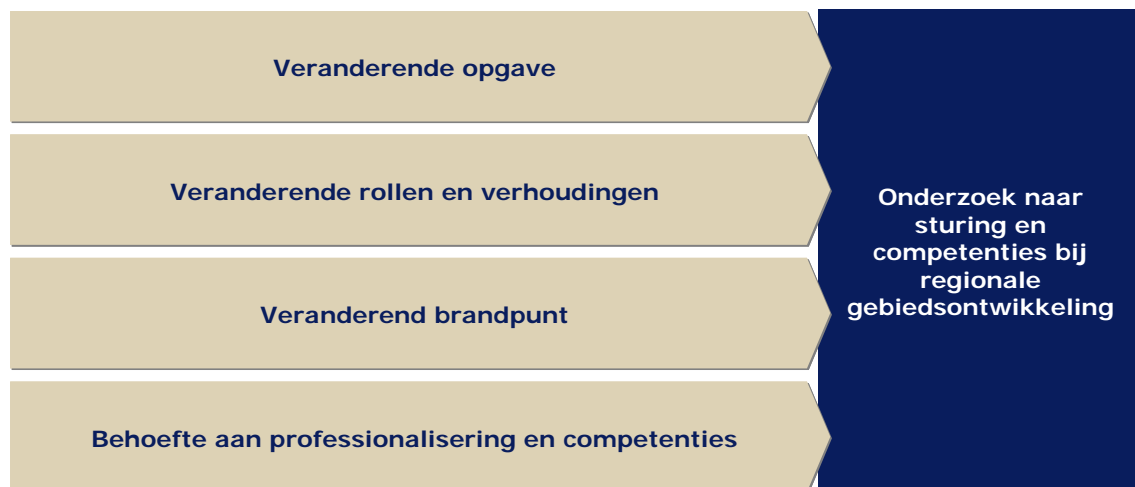 Veranderende opgave
Veranderende rollen en verhoudingen
Veranderend brandpunt
Behoefte aan professionalisering en competenties
Onderzoek naar
sturing en
competenties bij
regionale
gebiedsontwikkeling